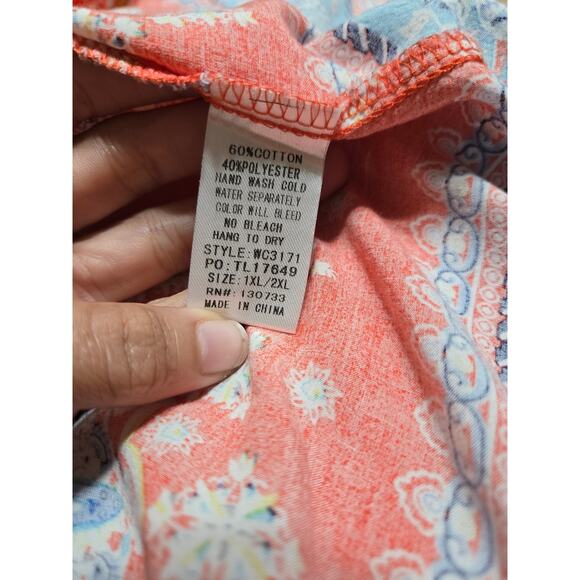 60%COTTON
40%POLYESTER
HAND WASH COLD
WATER SEPARATELY
COLOR WILL BLEED
NO BLEACH
HANG TO DRY
STYLE:WC3171
PO:TL17649
SIZE:1XL/2XL
RN#:130733
MADE IN CHINA